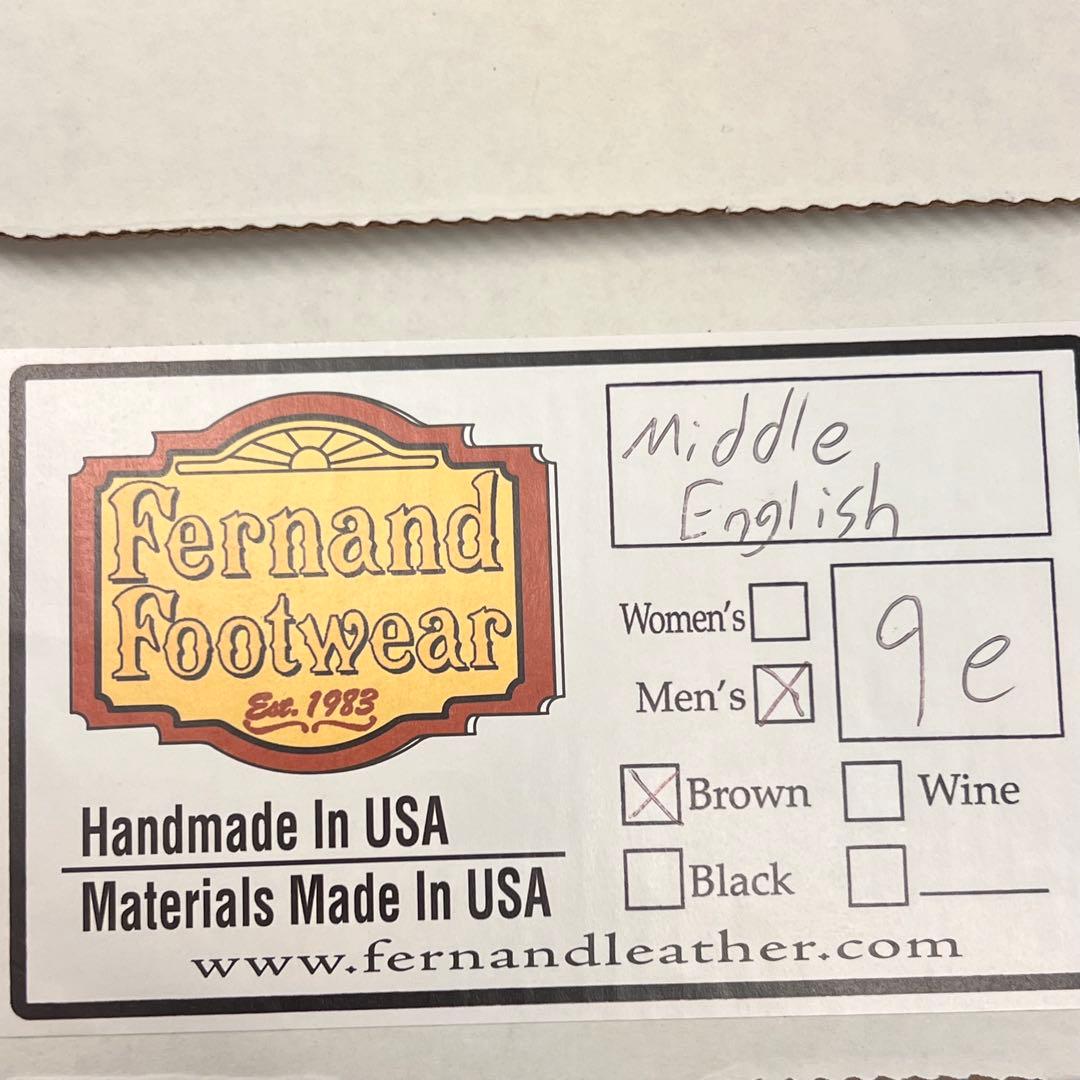 Fernand
Footwear
Est. 1983
Handmade In USA
Materials Made In USA
Middle
English
Women's
Men's
9 e
Brown
Wine
Black
www.fernandleather.com